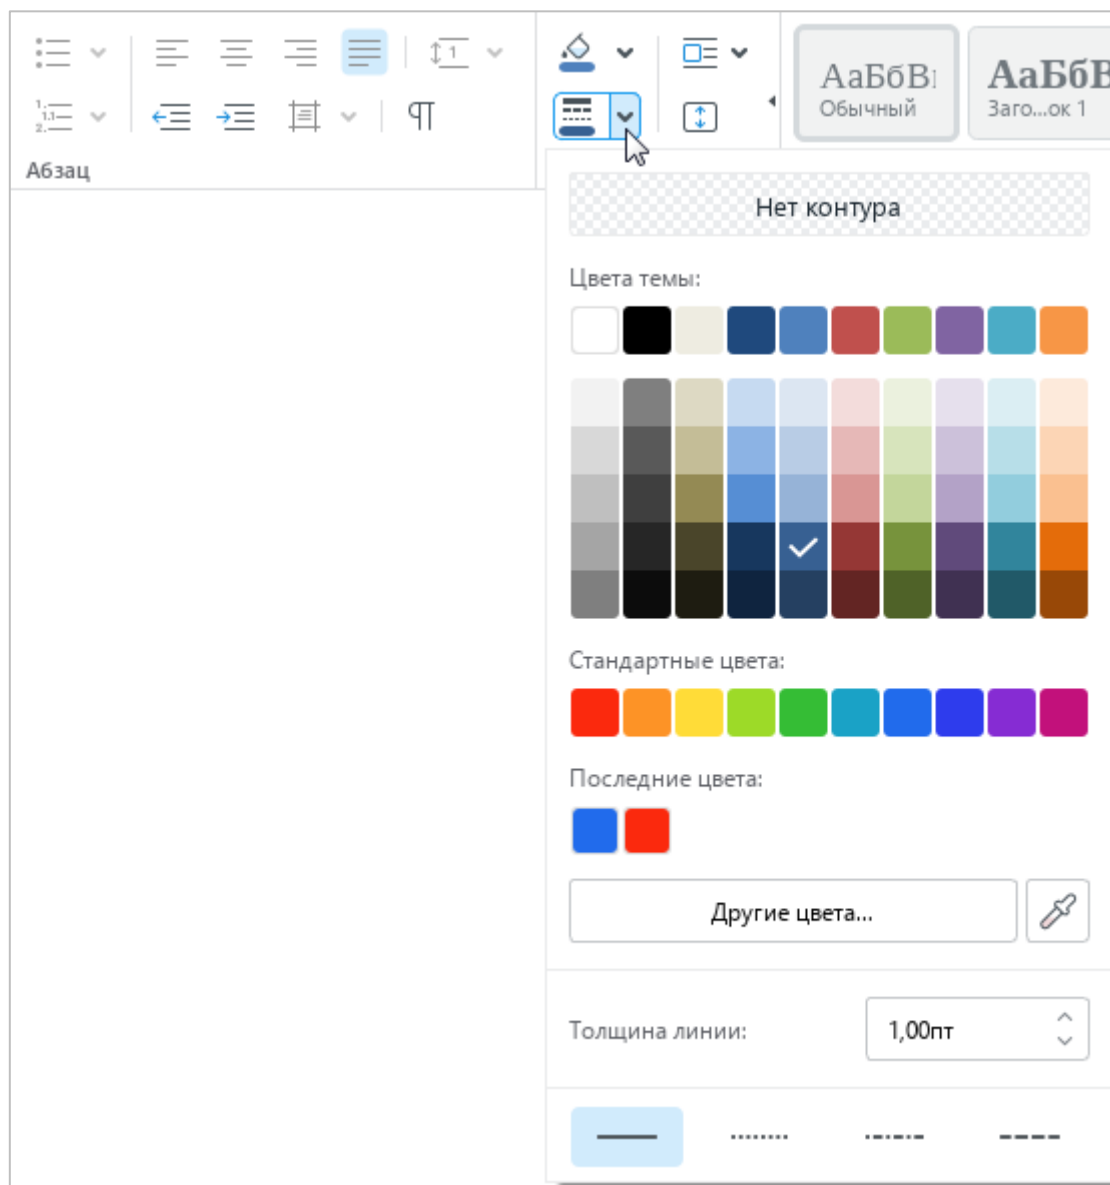 АаБбВ
Обычный
АаБбВ
Заго...ок 1
Абзац
Нет контура
Цвета темы:
Стандартные цвета:
Последние цвета:
Другие цвета...
Толщина линии:
1,00пт